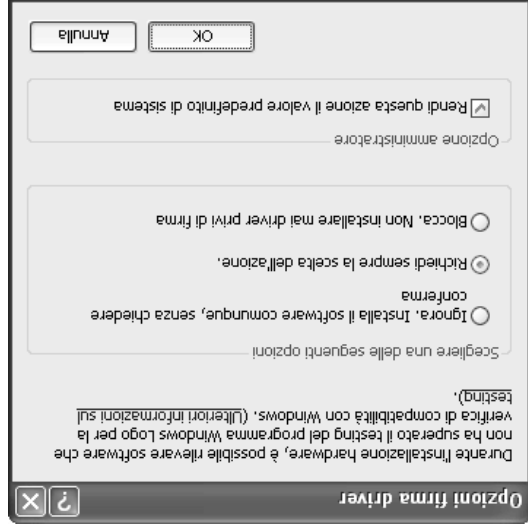 Opzioni firma driver
Durante l'installazione hardware, è possibile rilevare software che
non ha superato il testing del programma Windows Logo per la
verifica di compatibilità con Windows. (Ulteriori informazioni sul
testing).
Scegliere una delle seguenti opzioni
Ignora. Installa il software comunque, senza chiedere
conferma
Richiedi sempre la scelta dell'azione.
Blocca. Non installare mai driver privi di firma
Opzione amministratore
Rendi questa azione il valore predefinito di sistema
OK
Annulla